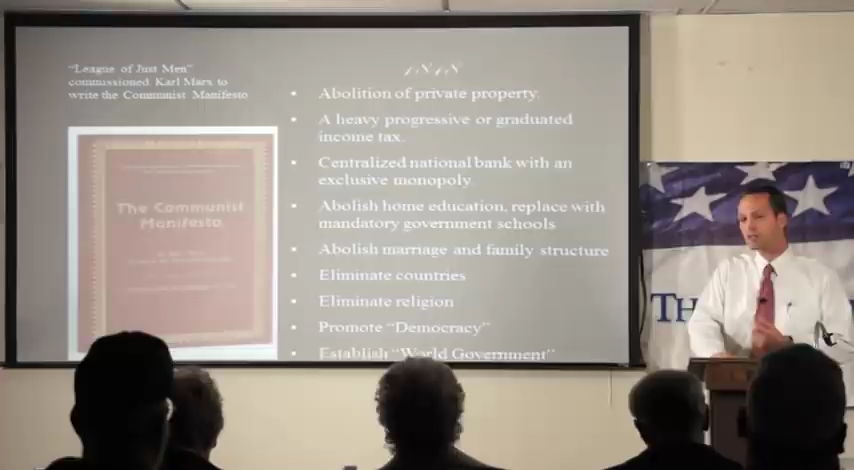 “League of Just Men”
commissioned Karl Marx to
write the Communist Manifesto
The Communist
Manifesto
• Abolition of private property.
• A heavy progressive or graduated
income tax.
• Centralized national bank with an
exclusive monopoly.
• Abolish home education, replace with
mandatory government schools
• Abolish marriage and family structure
• Eliminate countries
• Eliminate religion
• Promote “Democracy”
• Establish “World Government”
TH